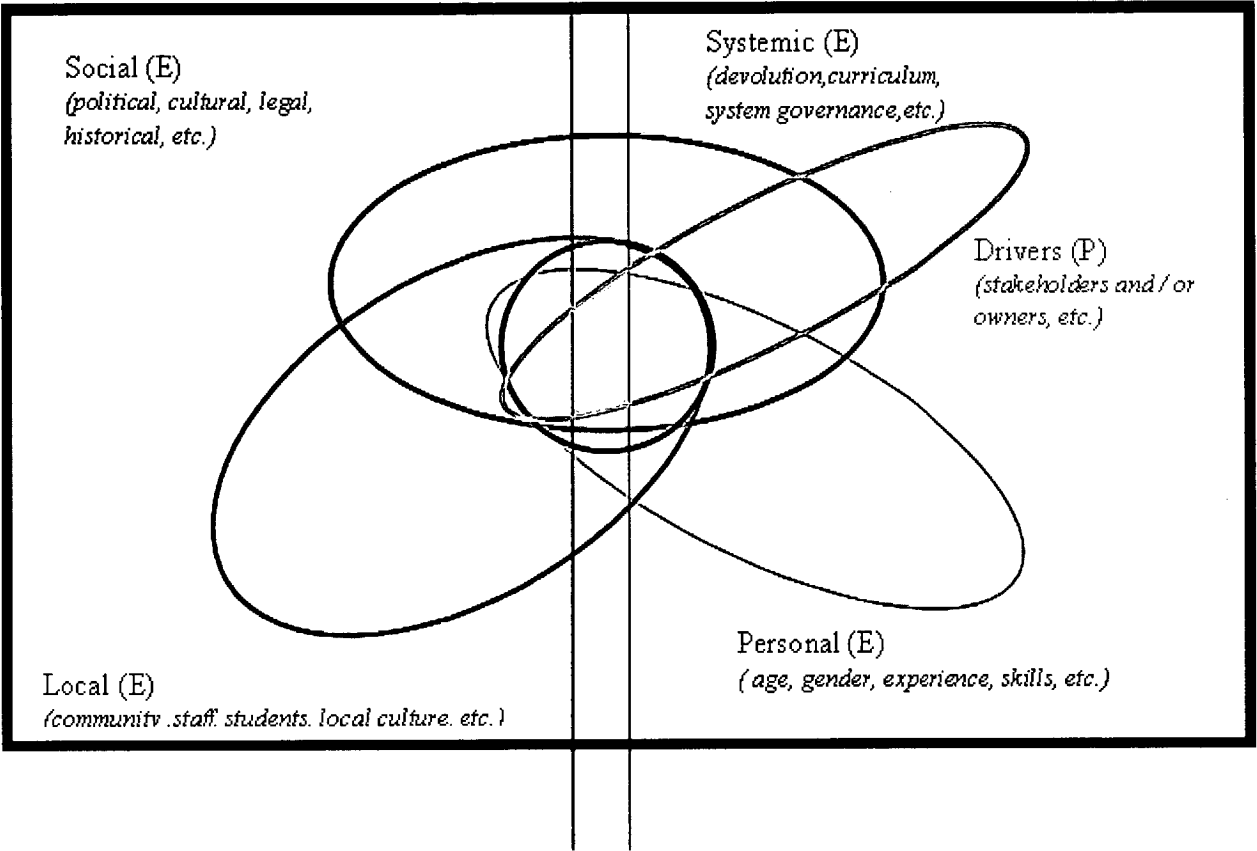 Social (E)
(political, cultural, legal,
historical, etc.)
Systemic (E)
(devolution,curriculum,
system governance,etc.)
Drivers (P)
(stakeholders and / or
owners, etc.)
Personal (E)
( age, gender, experience, skills, etc.)
Local (E)
(community .staff. students. local culture. etc. )